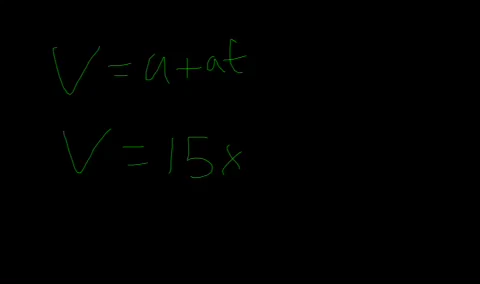 V = u + at
V = 15x